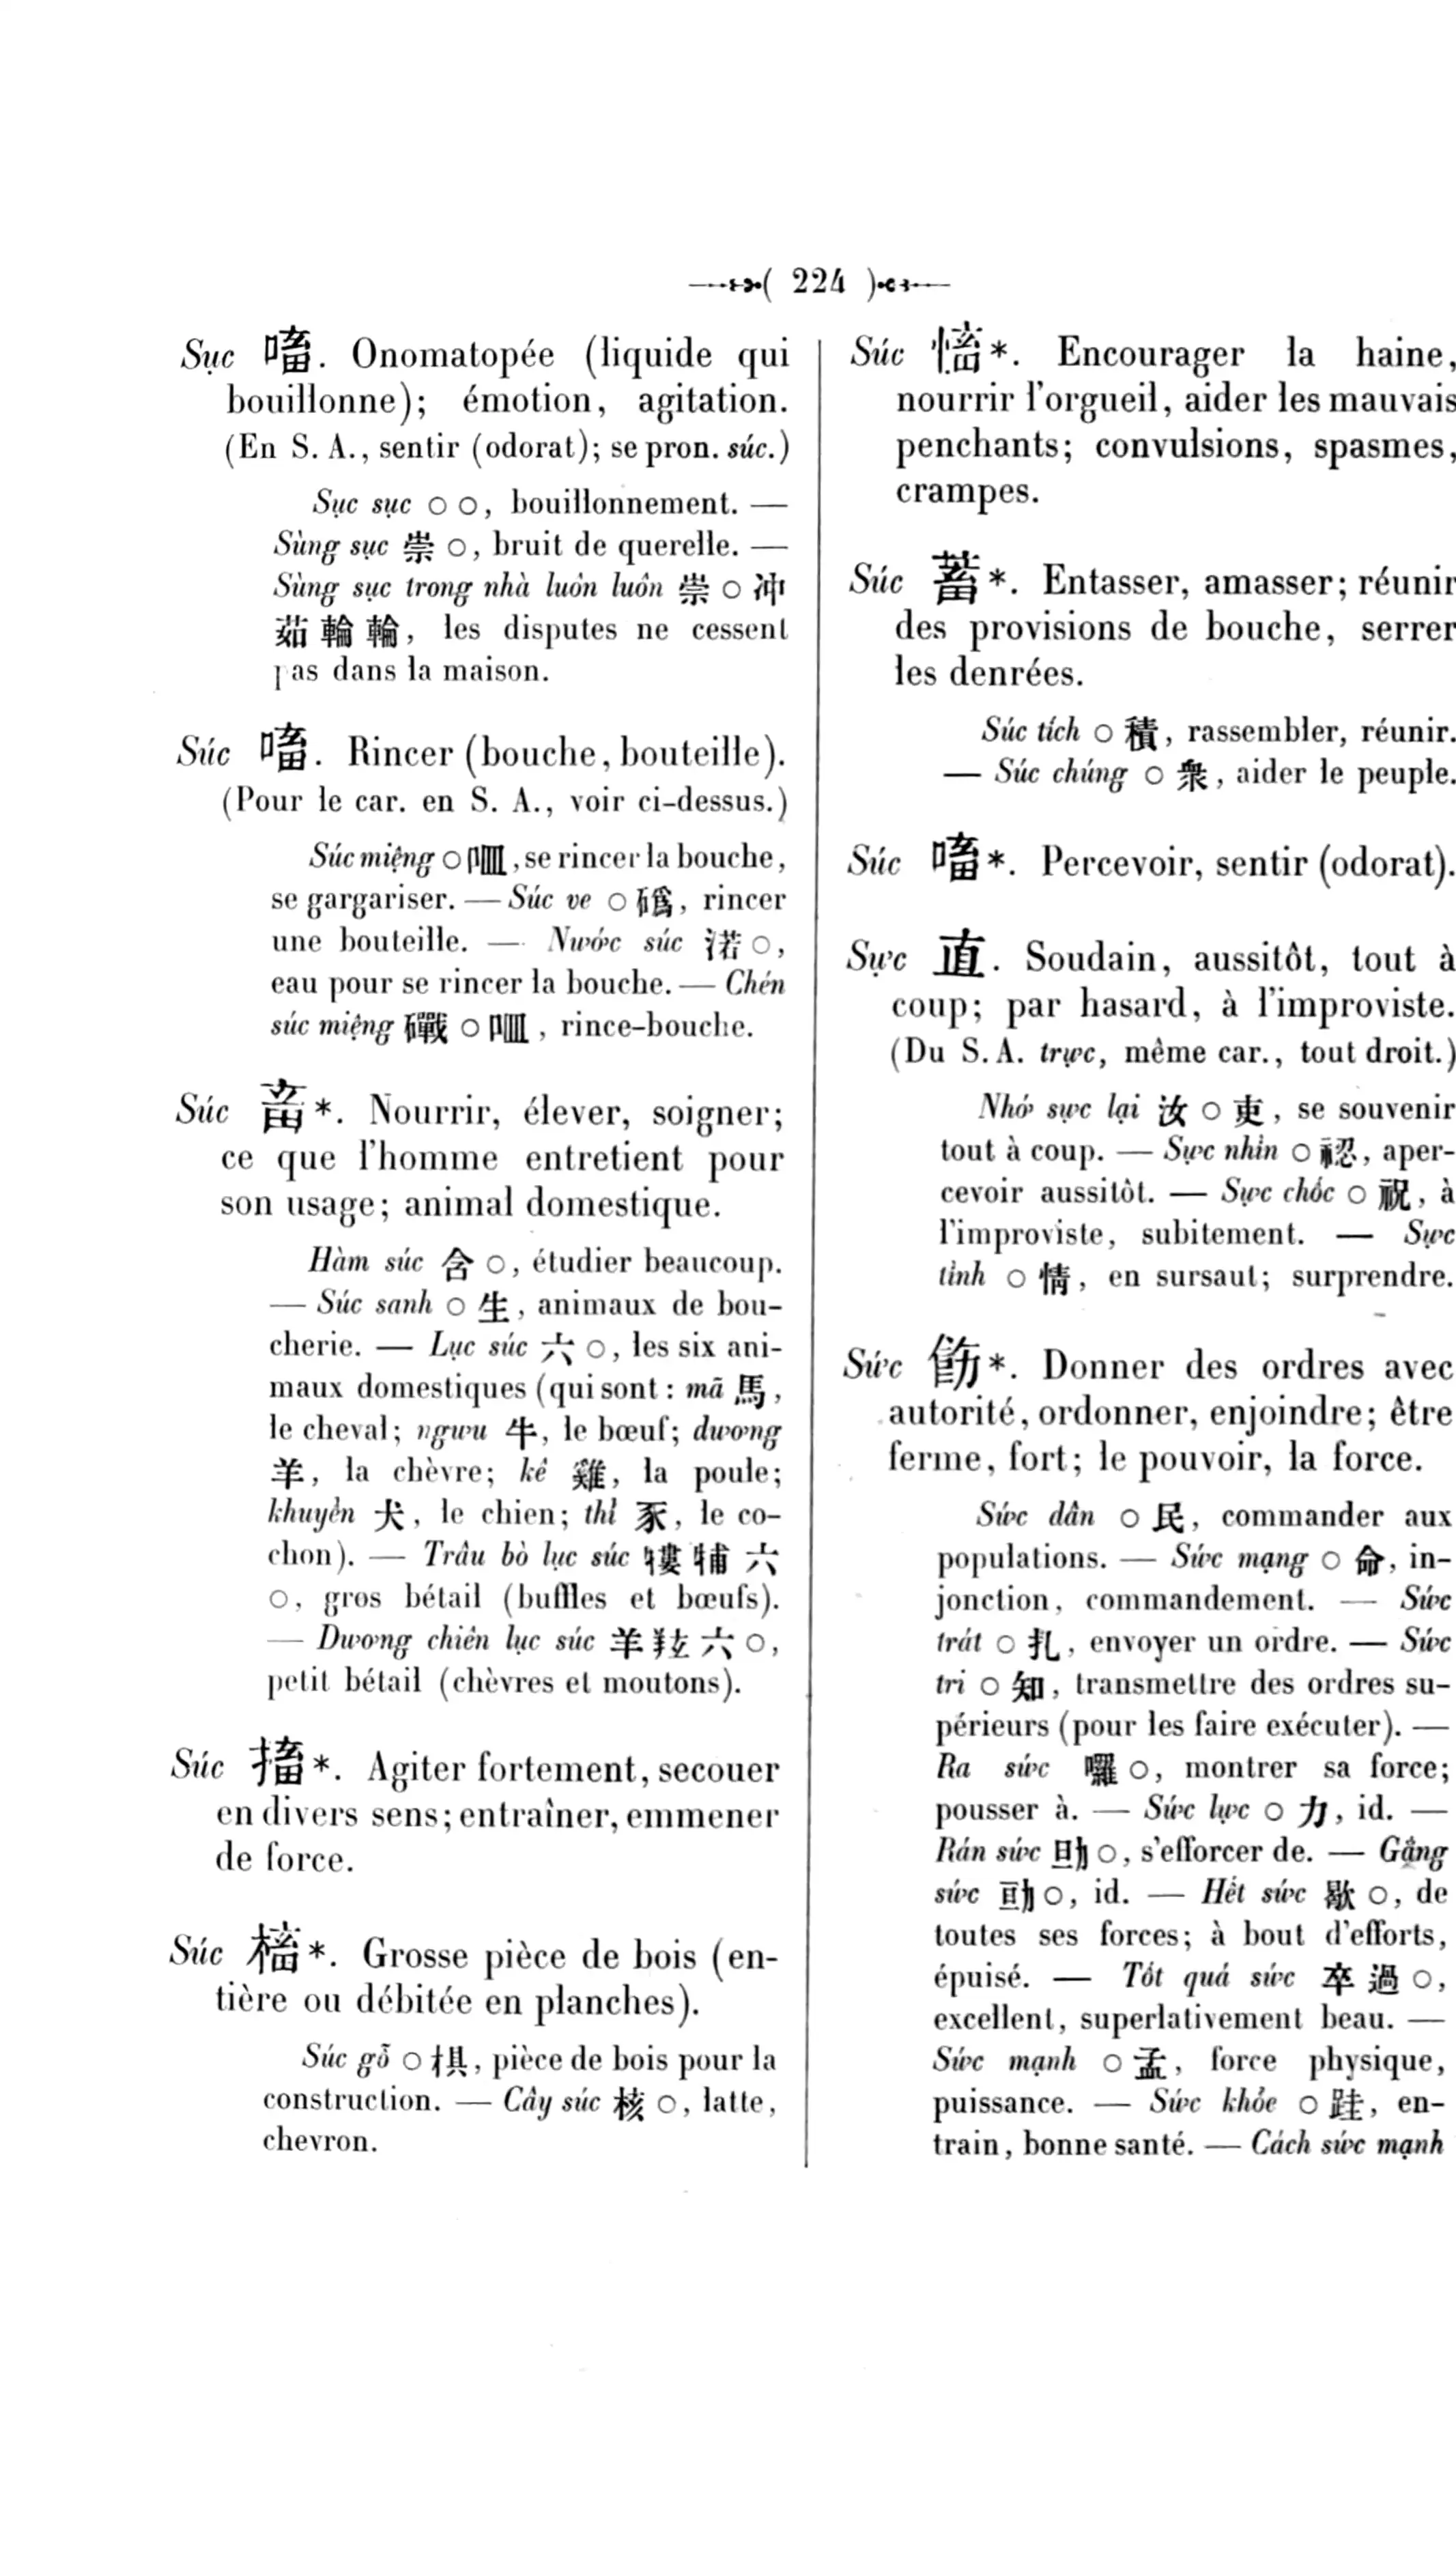 ( 224 )
Sục 嗇. Onomatopée (liquide qui
bouillonne); émotion, agitation.
(En S. A., sentir (odorat); se pron. súc.)
Sục sục ○ ○, bouillonnement. —
Sùng sục 崇 ○, bruit de querelle. —
Sùng sục trong nhà luôn luôn 崇 ○ 冲
茹 輪 輪, les disputes ne cessent
pas dans la maison.
Súc 嗇. Rincer (bouche, bouteille).
(Pour le car. en S. A., voir ci-dessus.)
Súc miệng ○ 𠰘, se rincer la bouche,
se gargariser. — Súc ve ○ 碼, rincer
une bouteille. — Nước súc 渃 ○,
eau pour se rincer la bouche. — Chén
súc miệng ○ 𠰘, rince-bouche.
Súc 畜 *. Nourrir, élever, soigner;
ce que l'homme entretient pour
son usage; animal domestique.
Hàm súc 含 ○, étudier beaucoup.
— Súc sanh ○ 生, animaux de bou-
cherie. — Lục súc 六 ○, les six ani-
maux domestiques (qui sont : mã 馬,
le cheval; ngưu 牛, le bœuf; dương
羊, la chèvre; kê 雞, la poule;
khuyển 犬, le chien; thỉ 豕, le co-
chon). — Trâu bò lục súc 六
○, gros bétail (buffles et bœufs).
— Dương chiên lục súc 羊 六 ○,
petit bétail (chèvres et moutons).
Súc 搐 *. Agiter fortement, secouer
en divers sens; entraîner, emmener
de force.
Súc 槒 *. Grosse pièce de bois (en-
tière ou débitée en planches).
Súc gỗ ○ 棋, pièce de bois pour la
construction. — Cây súc 核 ○, latte,
chevron.
Súc 慉 *. Encourager la haine,
nourrir l'orgueil, aider les mauvais
penchants; convulsions, spasmes,
crampes.
Súc 蓄 *. Entasser, amasser; réunir
des provisions de bouche, serrer
les denrées.
Súc tích ○ 積, rassembler, réunir.
— Súc chúng ○ 衆, aider le peuple.
Súc 嗇 *. Percevoir, sentir (odorat).
Sực 直. Soudain, aussitôt, tout à
coup; par hasard, à l'improviste.
(Du S. A. trực, même car., tout droit.)
Nhớ sực lại 汝 ○ 吏, se souvenir
tout à coup. — Sực nhìn ○, aper-
cevoir aussitôt. — Sực chốc ○ 祝, à
l'improviste, subitement. — Sực
tỉnh ○ 情, en sursaut; surprendre.
Sức 飭 *. Donner des ordres avec
autorité, ordonner, enjoindre; être
ferme, fort; le pouvoir, la force.
Sức dân ○ 民, commander aux
populations. — Sức mạng ○ 命, in-
jonction, commandement. — Sức
trát ○ 扎, envoyer un ordre. — Sức
tri ○ 知, transmettre des ordres su-
périeurs (pour les faire exécuter). —
Ra sức 囉 ○, montrer sa force;
pousser à. — Sức lực ○ 力, id. —
Rán sức ○, s'efforcer de. — Gắng
sức ○, id. — Hết sức 歇 ○, de
toutes ses forces; à bout d'efforts,
épuisé. — Tốt quá sức 卒 過 ○,
excellent, superlativement beau. —
Sức mạnh ○ 孟, force physique,
puissance. — Sức khỏe ○ 跬, en-
train, bonne santé. — Cách sức mạnh